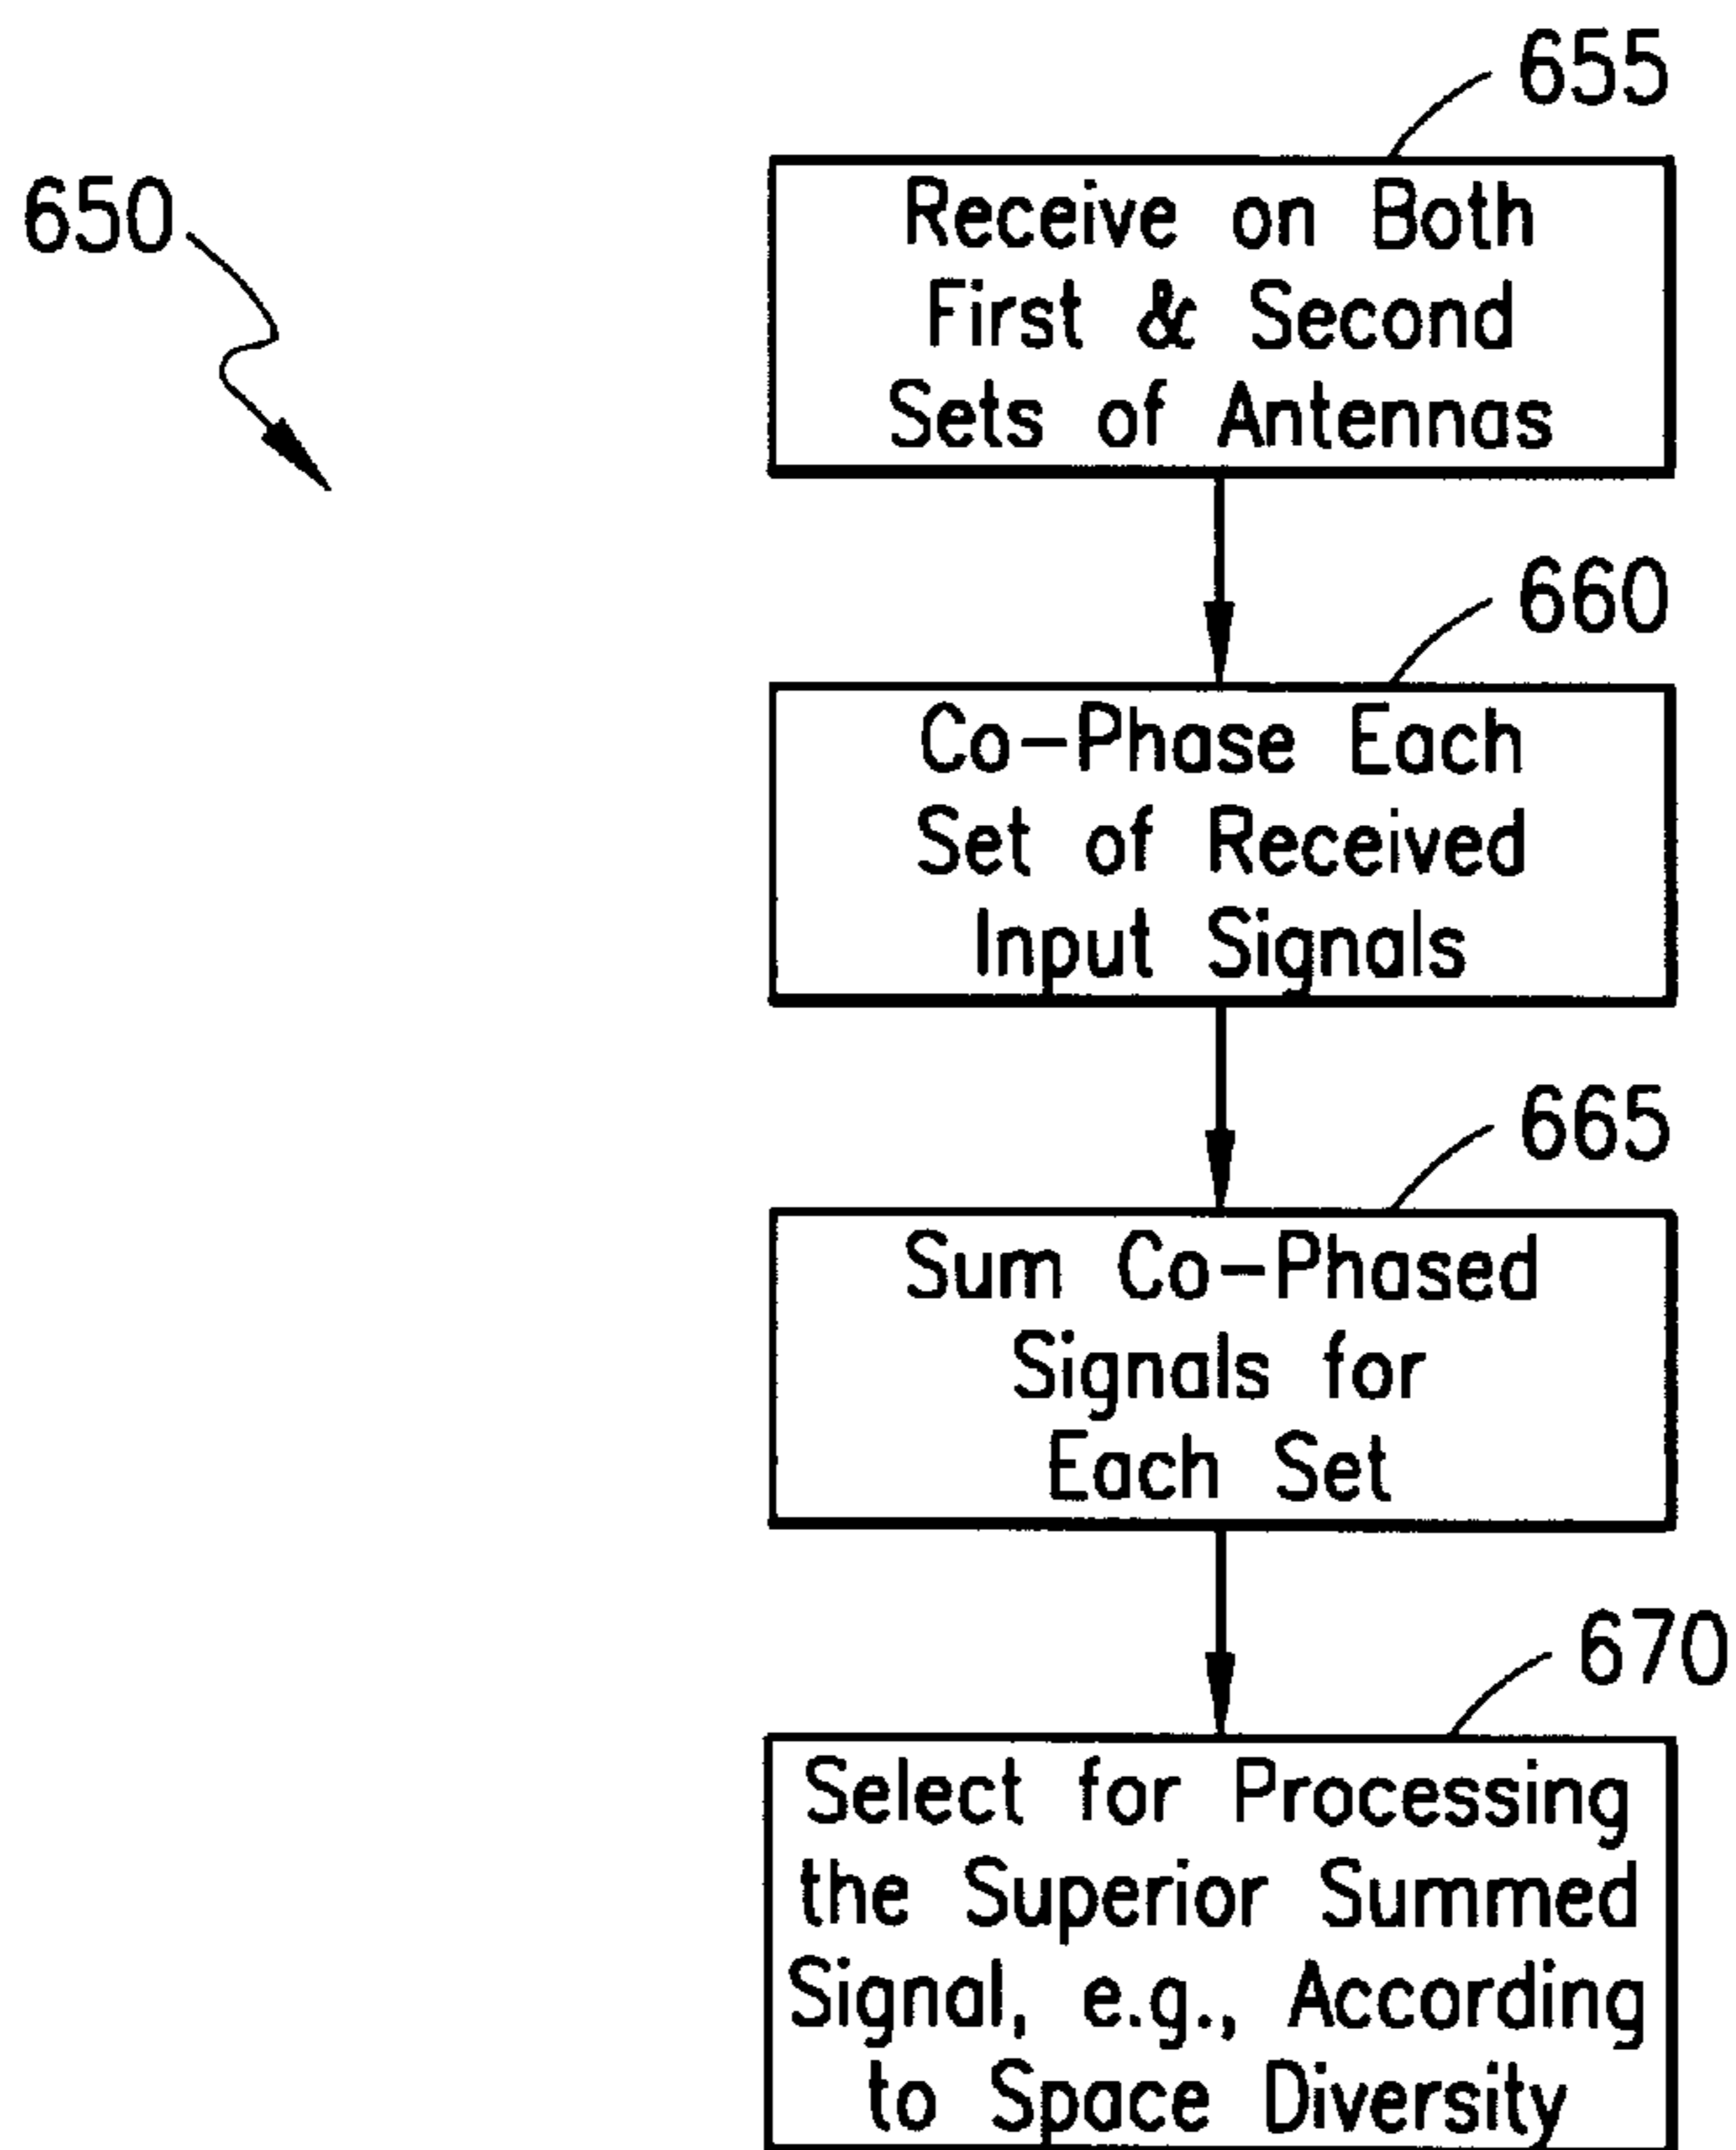 655
650
Receive on Both
First & Second
Sets of Antennas
660
Co-Phase Each
Set of Received
Input Signals
665
Sum Co-Phased
Signals for
Each Set
670
Select for Processing
the Superior Summed
Signal, e.g., According
to Space Diversity